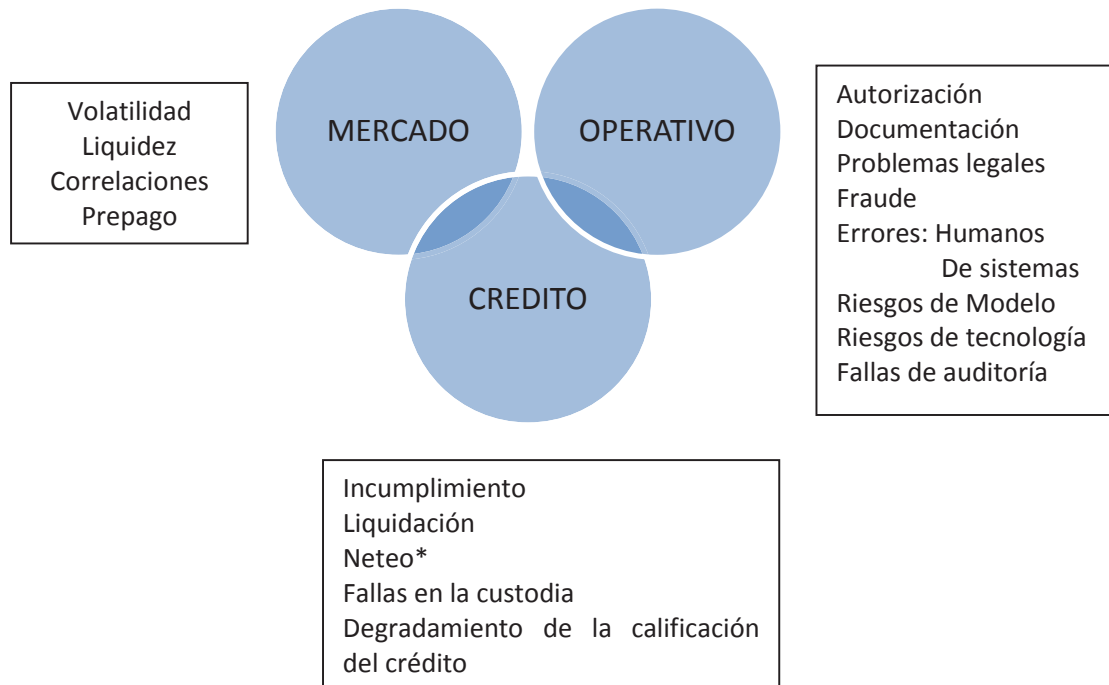 Volatilidad
Liquidez
Correlaciones
Prepago
MERCADO
OPERATIVO
CREDITO
Autorización
Documentación
Problemas legales
Fraude
Errores: Humanos
De sistemas
Riesgos de Modelo
Riesgos de tecnología
Fallas de auditoría
Incumplimiento
Liquidación
Neteo*
Fallas en la custodia
Degradamiento de la calificación
del crédito